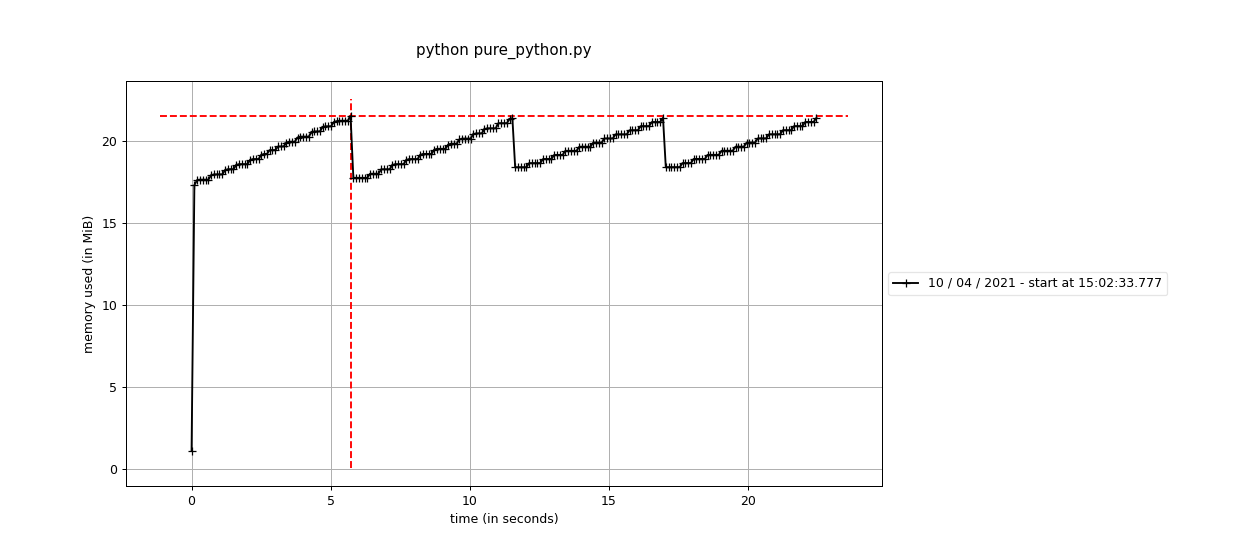 python pure_python.py
memory used (in MiB)
20
15
10
5
0
0 5 10 15 20
time (in seconds)
10 / 04 / 2021 - start at 15:02:33.777